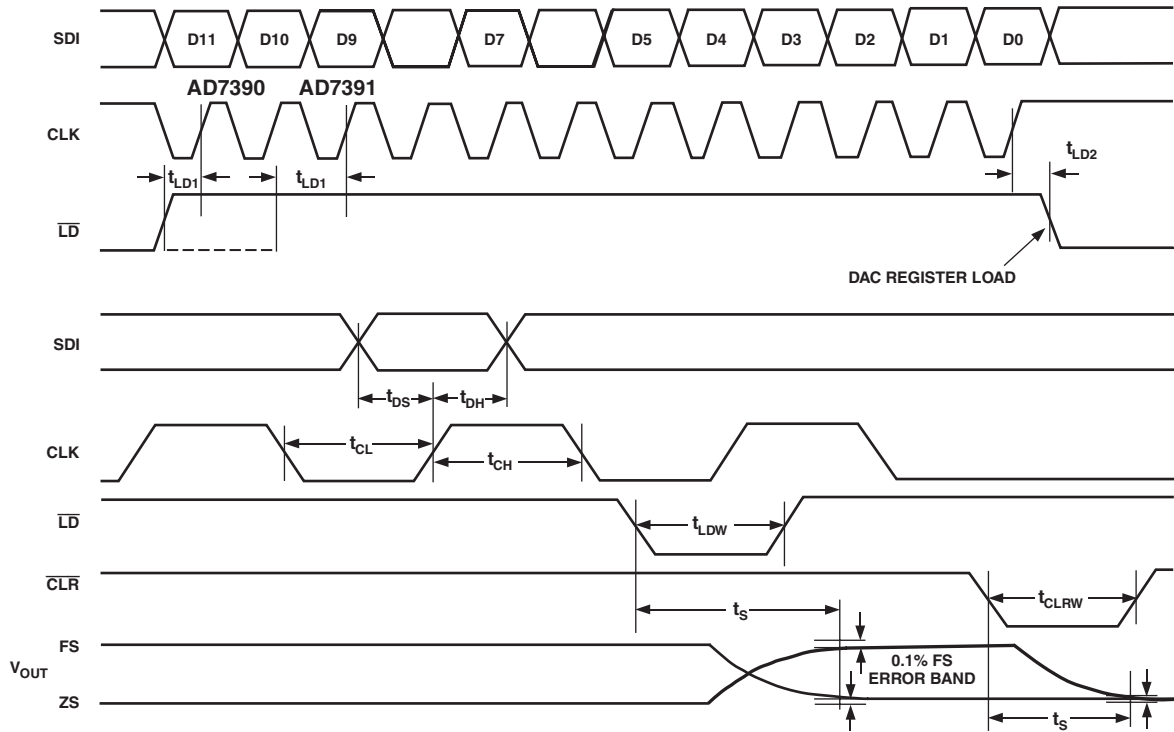 SDI D11 D10 D9 D7 D5 D4 D3 D2 D1 D0
AD7390 AD7391
CLK
tLD1 tLD1 tLD2
LD
DAC REGISTER LOAD
SDI
tDS tDH
CLK tCL tCH
LD tLDW
CLR tCLRW
tS
FS
VOUT 0.1% FS
ERROR BAND
ZS tS